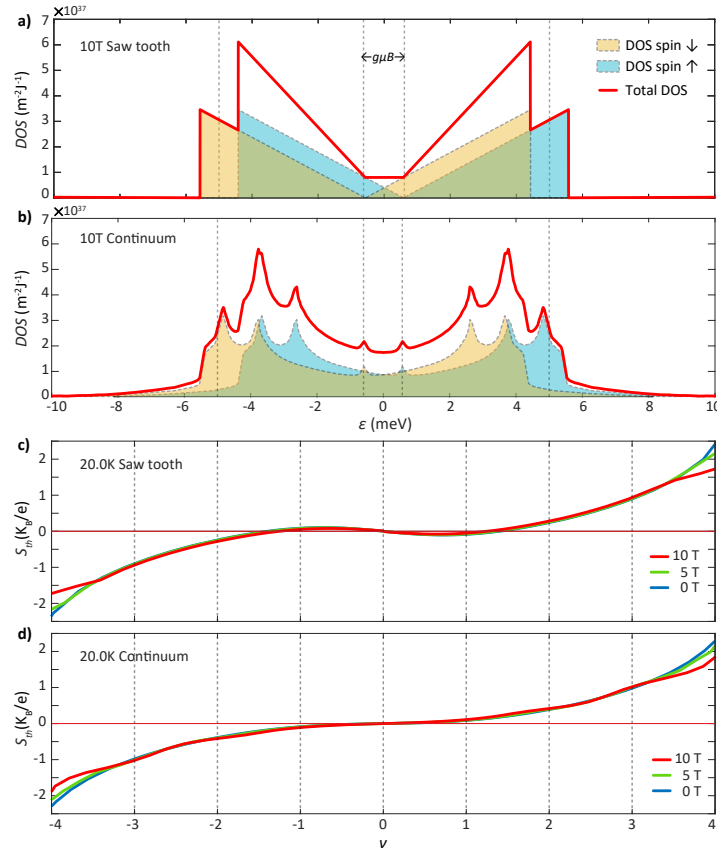 a) ×10³⁷
7
6
5
4
3
2
1
0
DOS (m⁻²J⁻¹)
10T Saw tooth
←gμB→
DOS spin ↓
DOS spin ↑
Total DOS
b) ×10³⁷
7
6
5
4
3
2
1
0
DOS (m⁻²J⁻¹)
10T Continuum
-10 -8 -6 -4 -2 0 2 4 6 8 10
ε (meV)
c)
2
1
0
-1
-2
S_th (K_B/e)
20.0K Saw tooth
10 T
5 T
0 T
d)
2
1
0
-1
-2
S_th (K_B/e)
20.0K Continuum
10 T
5 T
0 T
-4 -3 -2 -1 0 1 2 3 4
ν